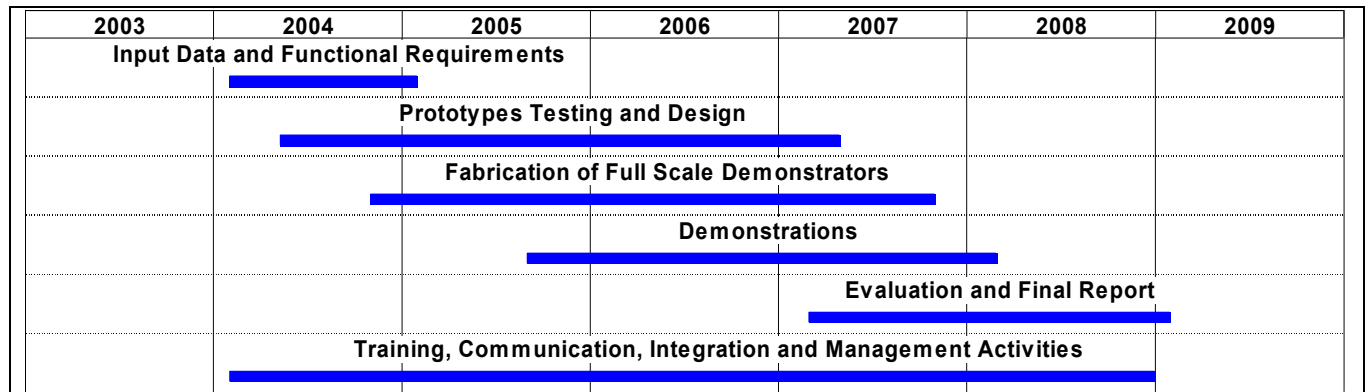 2003 2004 2005 2006 2007 2008 2009
Input Data and Functional Requirements
Prototypes Testing and Design
Fabrication of Full Scale Demonstrators
Demonstrations
Evaluation and Final Report
Training, Communication, Integration and Management Activities